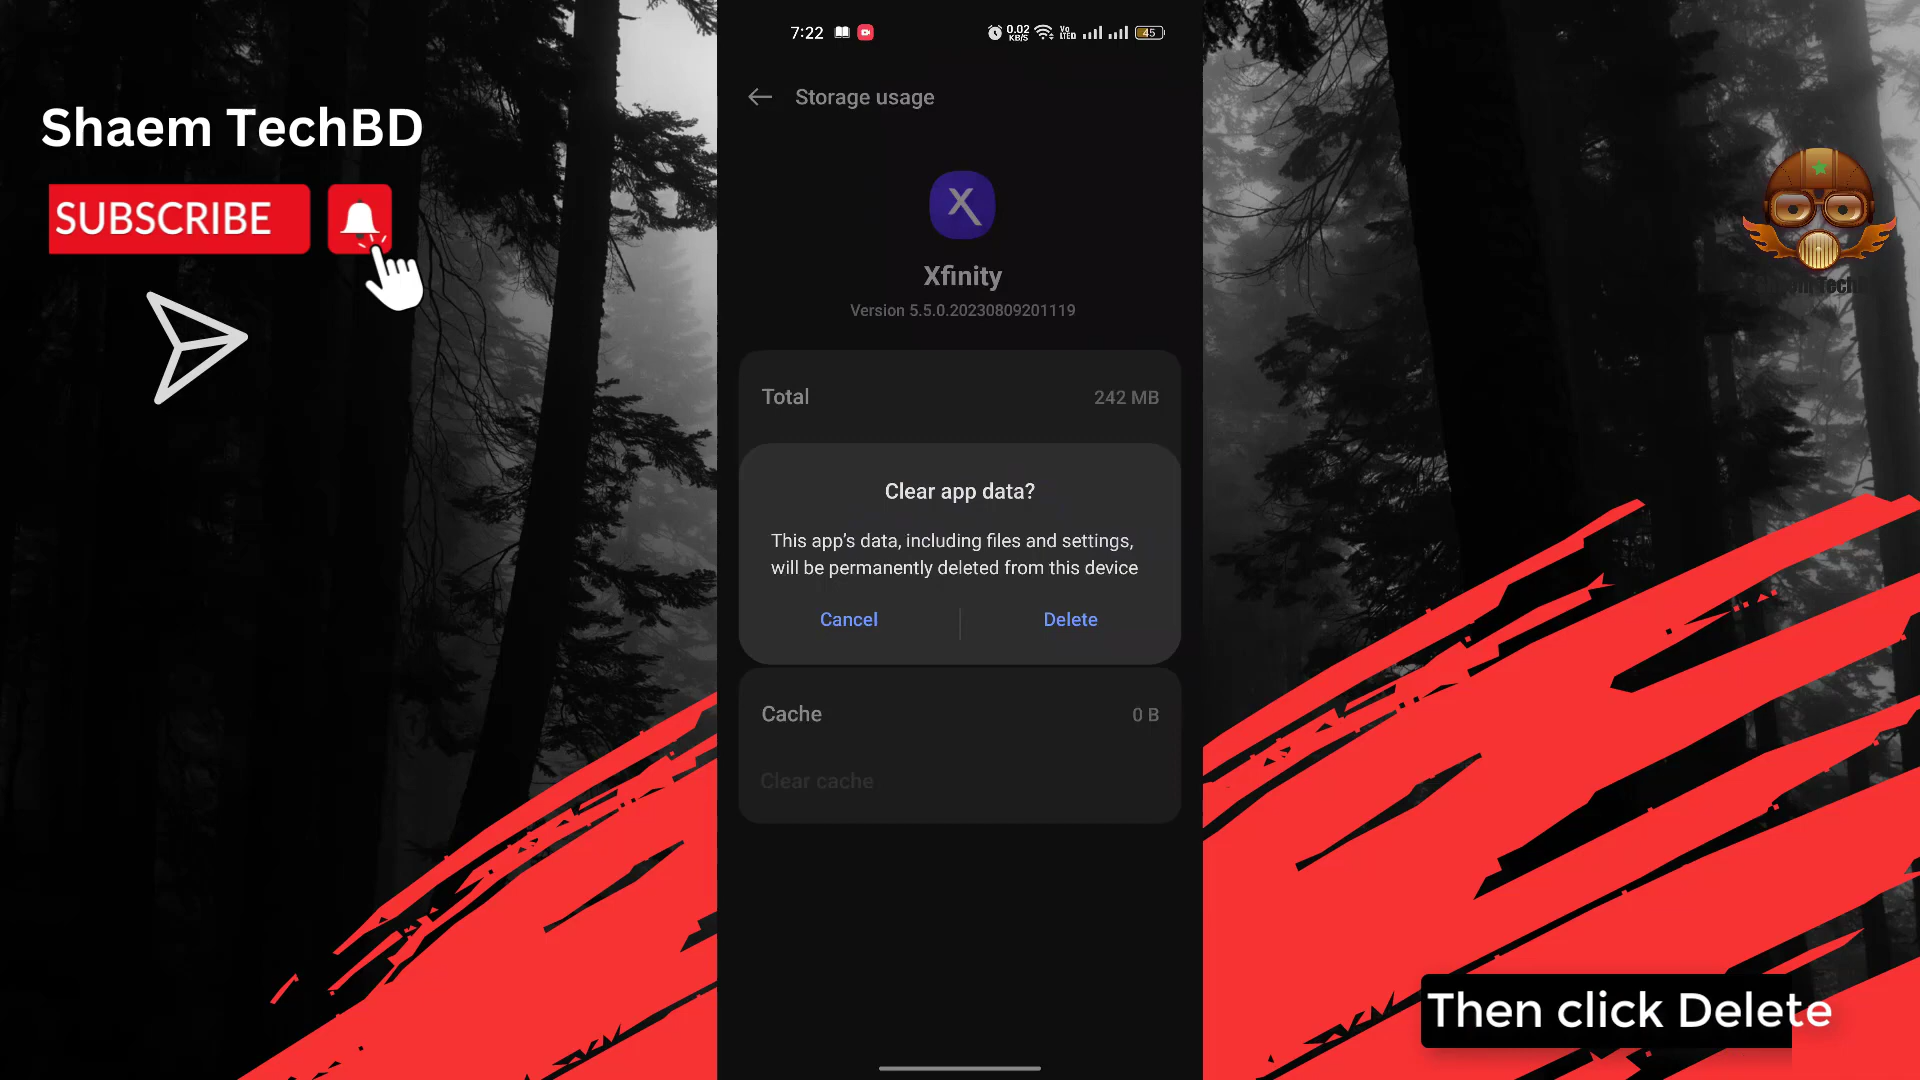 Shaem TechBD
SUBSCRIBE
7:22
0.02
KB/S
Vo
LTE
45
Storage usage
X
Xfinity
Version 5.5.0.20230809201119
Total
242 MB
Clear app data?
This app's data, including files and settings,
will be permanently deleted from this device
Cancel
Delete
Cache
0 B
Clear cache
Then click Delete